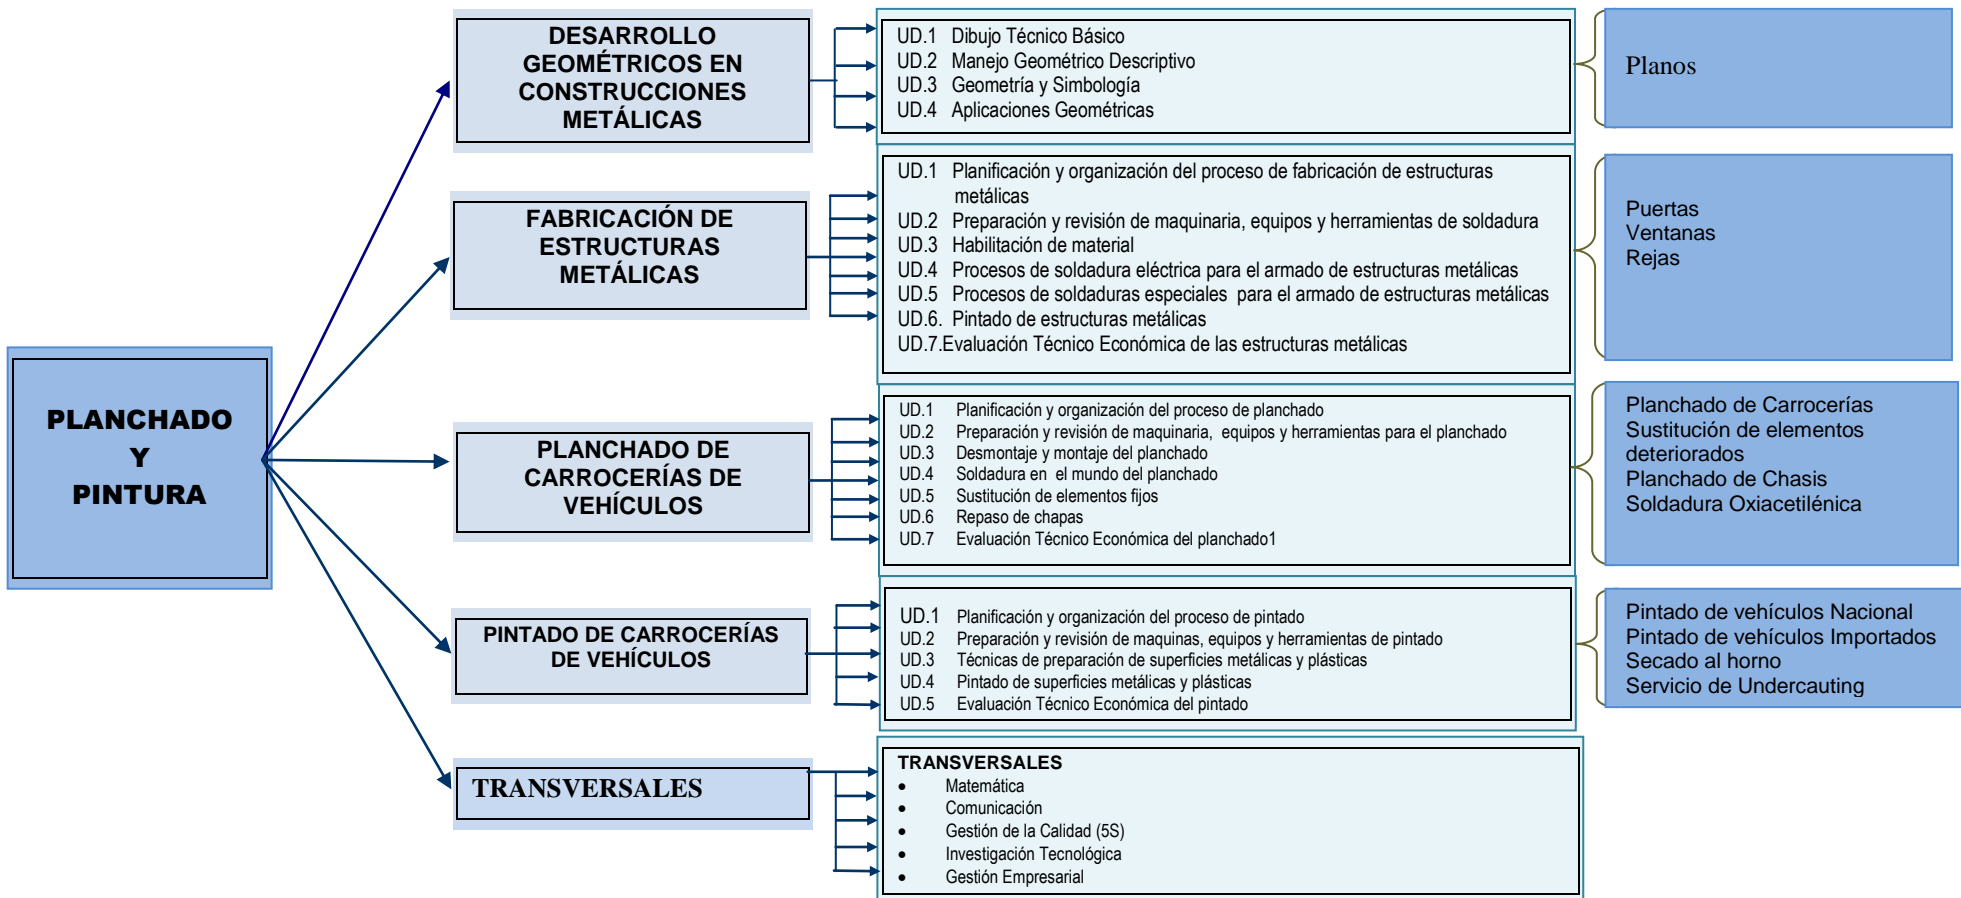 PLANCHADO
Y
PINTURA
DESARROLLO
GEOMÉTRICOS EN
CONSTRUCCIONES
METÁLICAS
UD.1 Dibujo Técnico Básico
UD.2 Manejo Geométrico Descriptivo
UD.3 Geometría y Simbología
UD.4 Aplicaciones Geométricas
Planos
FABRICACIÓN DE
ESTRUCTURAS
METÁLICAS
UD.1 Planificación y organización del proceso de fabricación de estructuras
metálicas
UD.2 Preparación y revisión de maquinaria, equipos y herramientas de soldadura
UD.3 Habilitación de material
UD.4 Procesos de soldadura eléctrica para el armado de estructuras metálicas
UD.5 Procesos de soldaduras especiales para el armado de estructuras metálicas
UD.6. Pintado de estructuras metálicas
UD.7.Evaluación Técnico Económica de las estructuras metálicas
Puertas
Ventanas
Rejas
PLANCHADO DE
CARROCERÍAS DE
VEHÍCULOS
UD.1 Planificación y organización del proceso de planchado
UD.2 Preparación y revisión de maquinaria, equipos y herramientas para el planchado
UD.3 Desmontaje y montaje del planchado
UD.4 Soldadura en el mundo del planchado
UD.5 Sustitución de elementos fijos
UD.6 Repaso de chapas
UD.7 Evaluación Técnico Económica del planchado1
Planchado de Carrocerías
Sustitución de elementos
deteriorados
Planchado de Chasis
Soldadura Oxiacetilénica
PINTADO DE CARROCERÍAS
DE VEHÍCULOS
UD.1 Planificación y organización del proceso de pintado
UD.2 Preparación y revisión de maquinas, equipos y herramientas de pintado
UD.3 Técnicas de preparación de superficies metálicas y plásticas
UD.4 Pintado de superficies metálicas y plásticas
UD.5 Evaluación Técnico Económica del pintado
Pintado de vehículos Nacional
Pintado de vehículos Importados
Secado al horno
Servicio de Undercauting
TRANSVERSALES
TRANSVERSALES
• Matemática
• Comunicación
• Gestión de la Calidad (5S)
• Investigación Tecnológica
• Gestión Empresarial